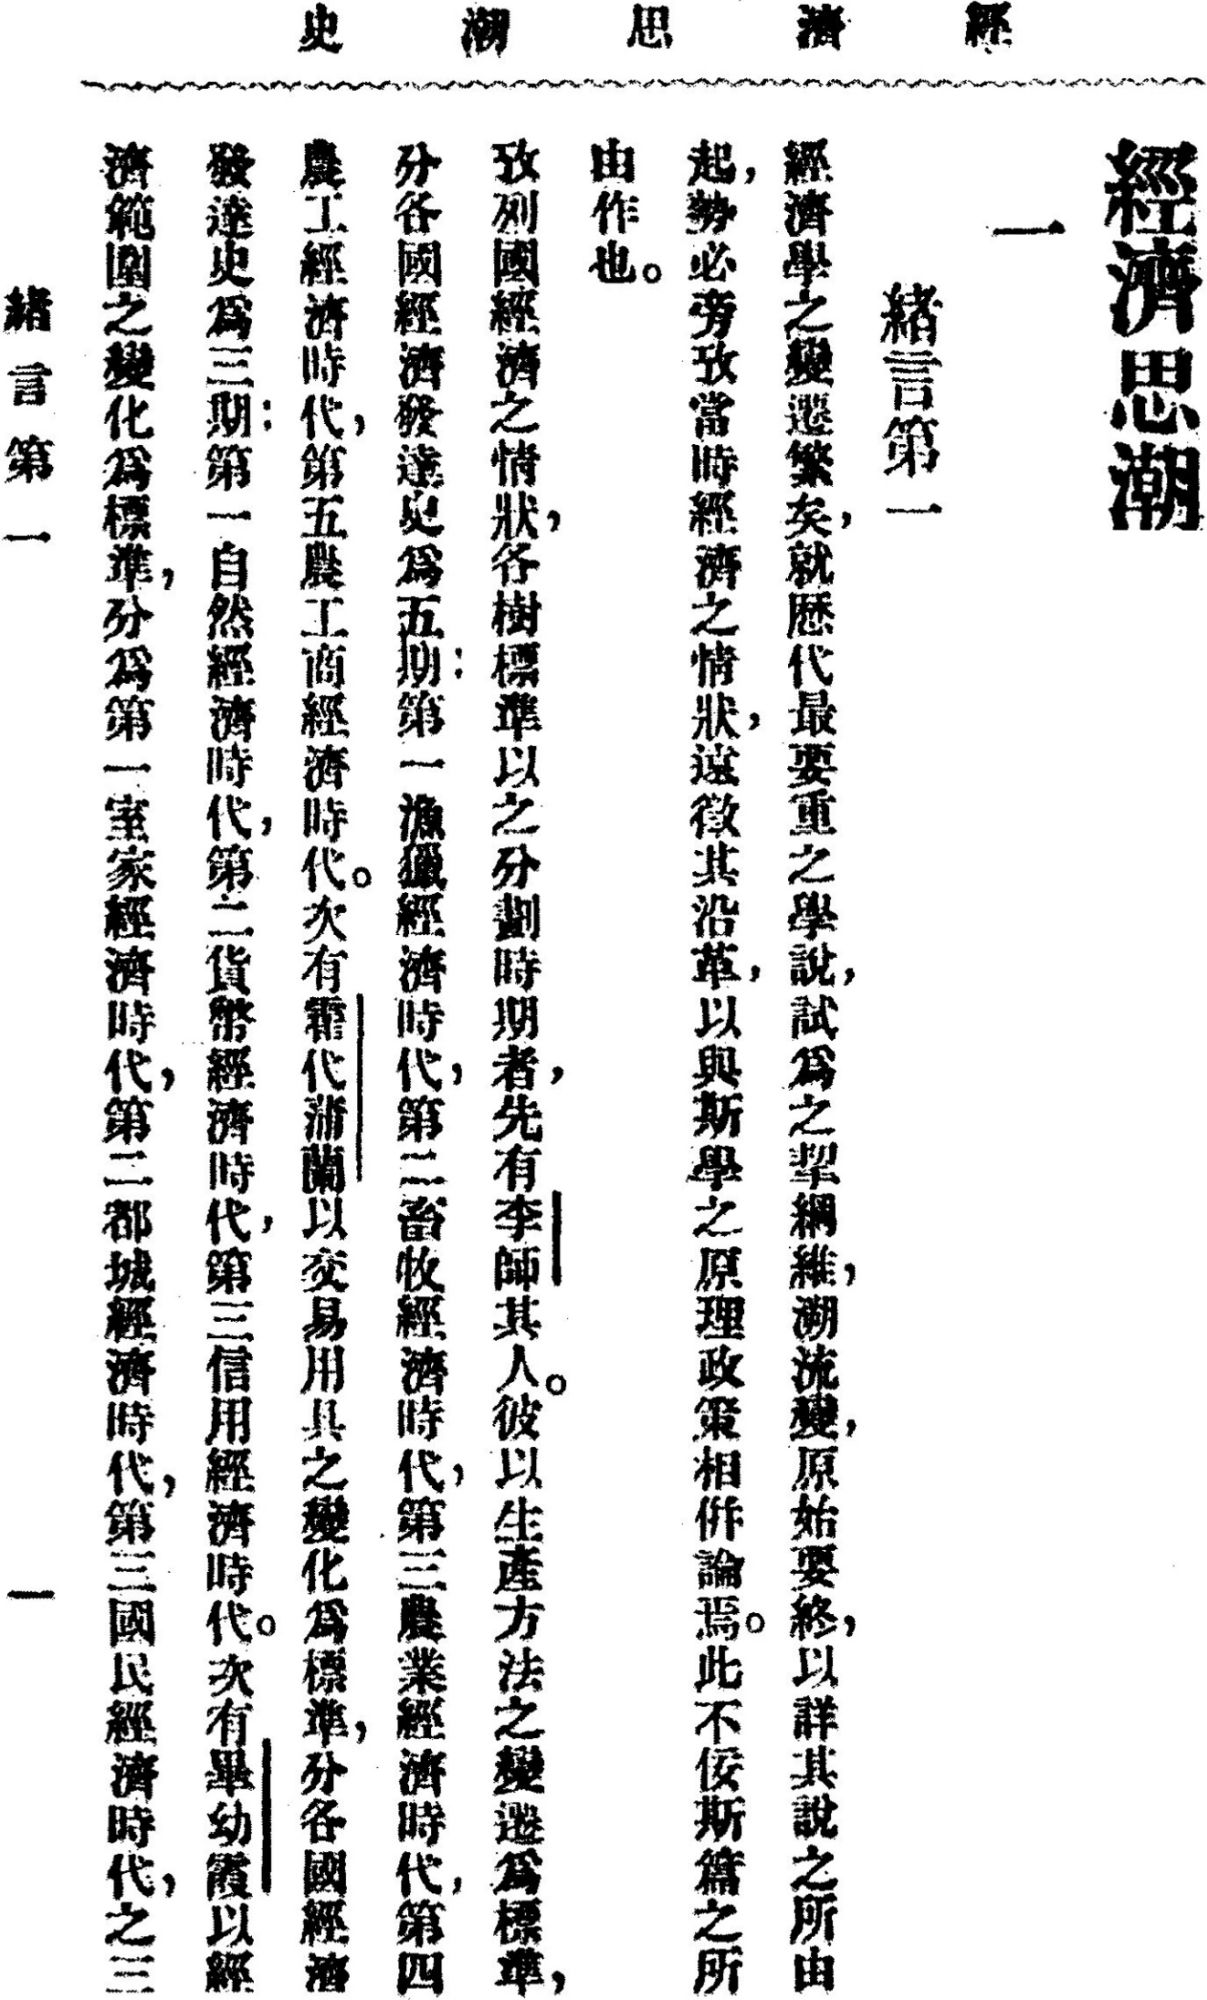 經濟思潮史
經濟思潮
一
緒言第一
經濟學之變遷繁矣，就歷代最要重之學說，試爲之挈綱維，溯流變，原始要終，以詳其說之所由
起，勢必旁攷當時經濟之情狀，遠徵其沿革，以與斯學之原理政策相併論焉。此不佞斯篇之所
由作也。
攷列國經濟之情狀，各樹標準以之分劃時期者，先有李師其人。彼以生產方法之變遷爲標準，
分各國經濟發達史爲五期：第一漁獵經濟時代，第二畜牧經濟時代，第三農業經濟時代，第四
農工經濟時代，第五農工商經濟時代。次有霜代蒲蘭以交易用具之變化爲標準，分各國經濟
發達史爲三期：第一自然經濟時代，第二貨幣經濟時代，第三信用經濟時代。次有畢幼霞以經
濟範圍之變化爲標準，分爲第一室家經濟時代，第二都城經濟時代，第三國民經濟時代，之三
緒言第一
一